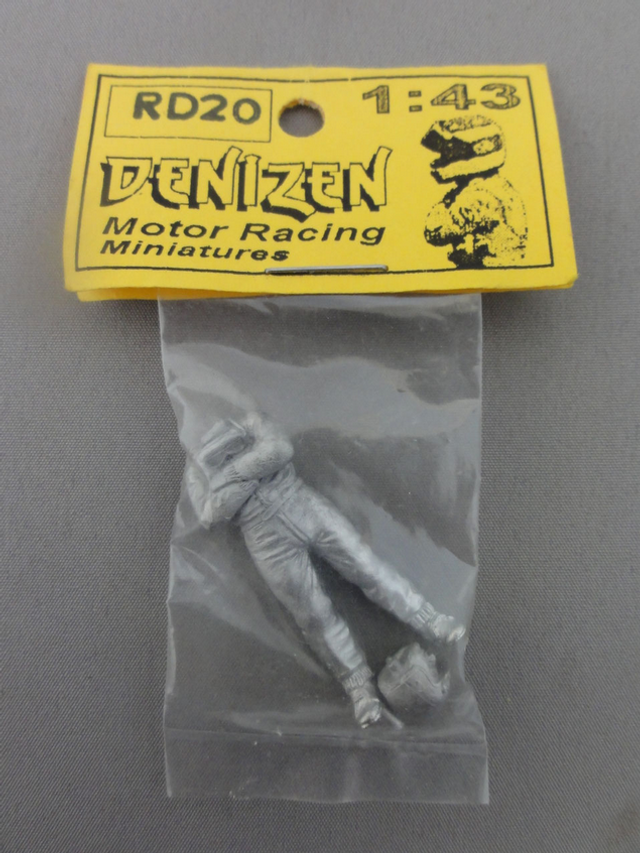 RD20
1:43
DENIZEN
Motor Racing
Miniatures